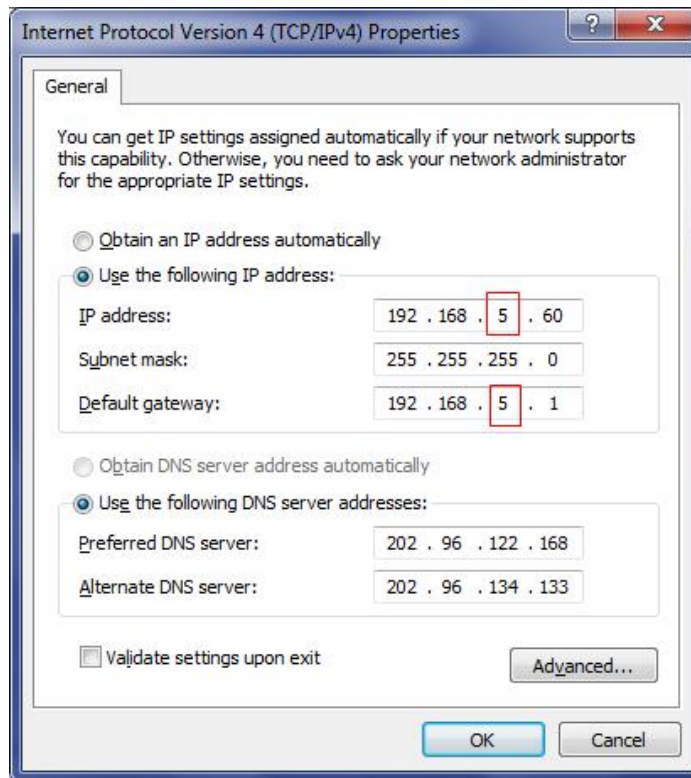 Internet Protocol Version 4 (TCP/IPv4) Properties
General
You can get IP settings assigned automatically if your network supports
this capability. Otherwise, you need to ask your network administrator
for the appropriate IP settings.
Obtain an IP address automatically
Use the following IP address:
IP address: 192 . 168 . 5 . 60
Subnet mask: 255 . 255 . 255 . 0
Default gateway: 192 . 168 . 5 . 1
Obtain DNS server address automatically
Use the following DNS server addresses:
Preferred DNS server: 202 . 96 . 122 . 168
Alternate DNS server: 202 . 96 . 134 . 133
Validate settings upon exit
Advanced...
OK Cancel